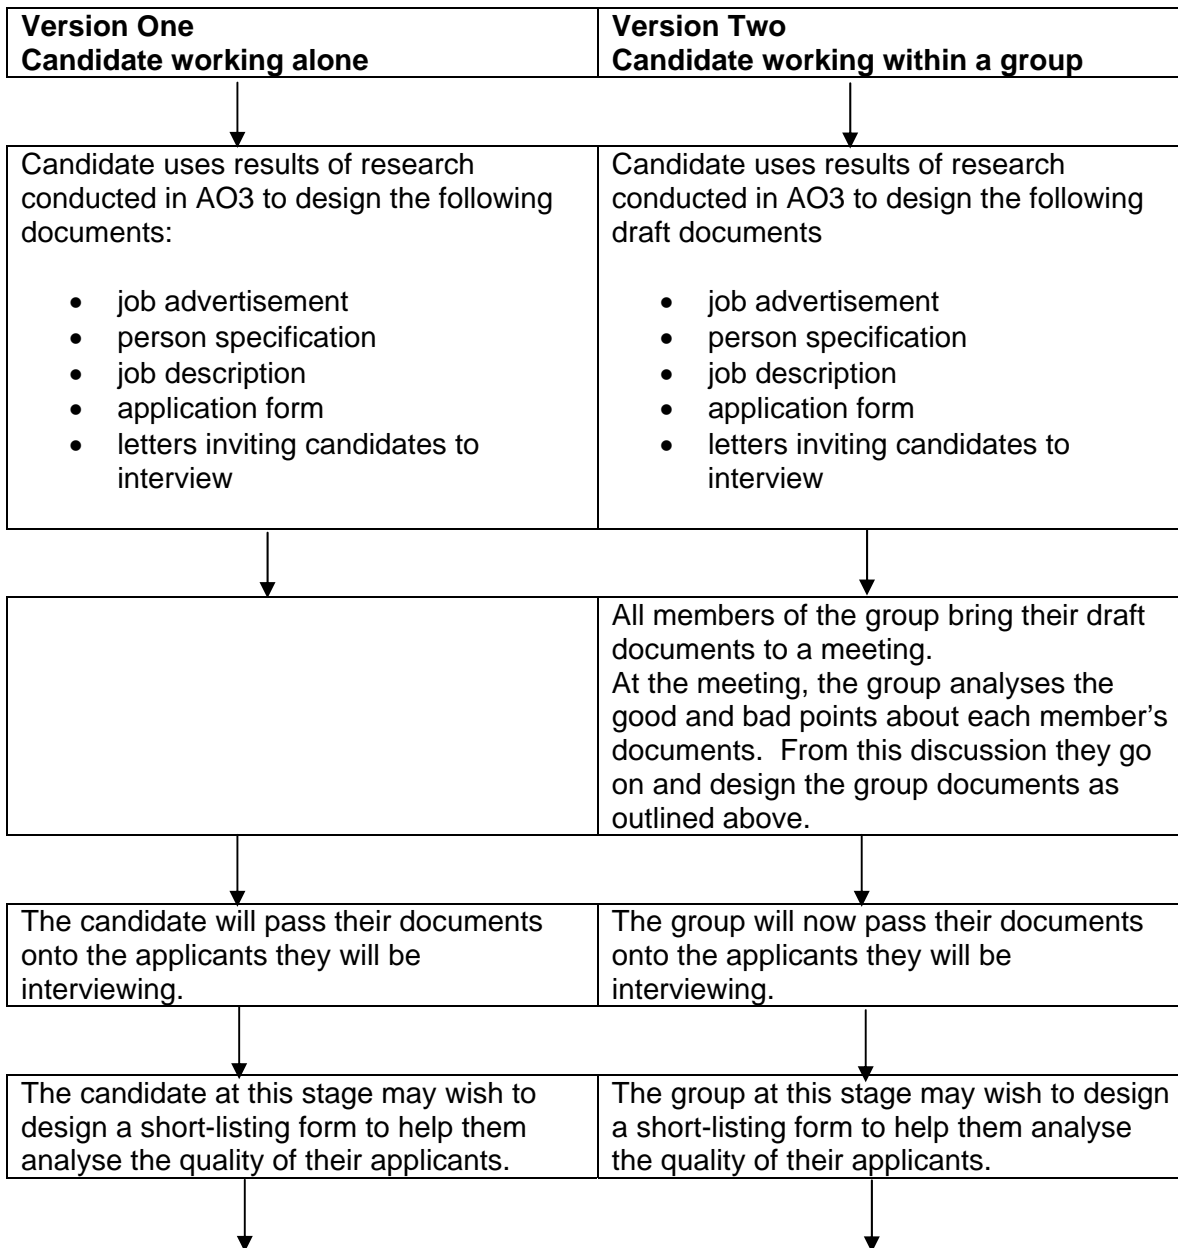 Version One
Candidate working alone
Version Two
Candidate working within a group
Candidate uses results of research
conducted in AO3 to design the following
documents:
• job advertisement
• person specification
• job description
• application form
• letters inviting candidates to
interview
Candidate uses results of research
conducted in AO3 to design the following
draft documents
• job advertisement
• person specification
• job description
• application form
• letters inviting candidates to
interview
All members of the group bring their draft
documents to a meeting.
At the meeting, the group analyses the
good and bad points about each member’s
documents.  From this discussion they go
on and design the group documents as
outlined above.
The candidate will pass their documents
onto the applicants they will be
interviewing.
The group will now pass their documents
onto the applicants they will be
interviewing.
The candidate at this stage may wish to
design a short-listing form to help them
analyse the quality of their applicants.
The group at this stage may wish to design
a short-listing form to help them analyse
the quality of their applicants.